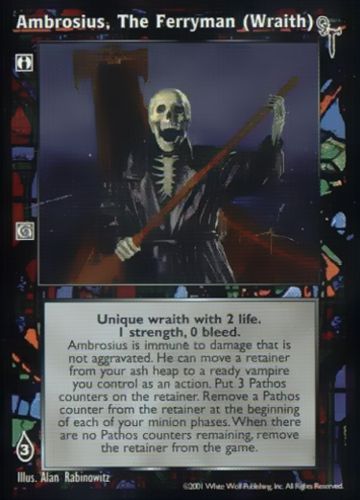 Ambrosius, The Ferryman (Wraith)
Unique wraith with 2 life.
1 strength, 0 bleed.
Ambrosius is immune to damage that is
not aggravated. He can move a retainer
from your ash heap to a ready vampire
you control as an action. Put 3 Pathos
counters on the retainer. Remove a Pathos
counter from the retainer at the beginning
of each of your minion phases. When there
are no Pathos counters remaining, remove
the retainer from the game.
3
Illus. Alan Rabinowitz
©2001 White Wolf Publishing, Inc. All Rights Reserved.